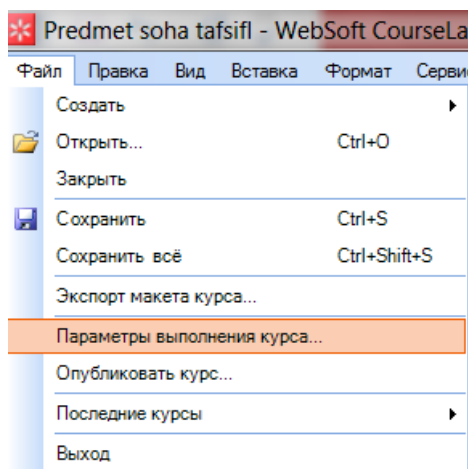 Predmet soha tafsifl - WebSoft CourseLa
Файл Правка Вид Вставка Формат Серви
Создать
Открыть... Ctrl+O
Закрыть
Сохранить Ctrl+S
Сохранить всё Ctrl+Shift+S
Экспорт макета курса...
Параметры выполнения курса...
Опубликовать курс...
Последние курсы
Выход